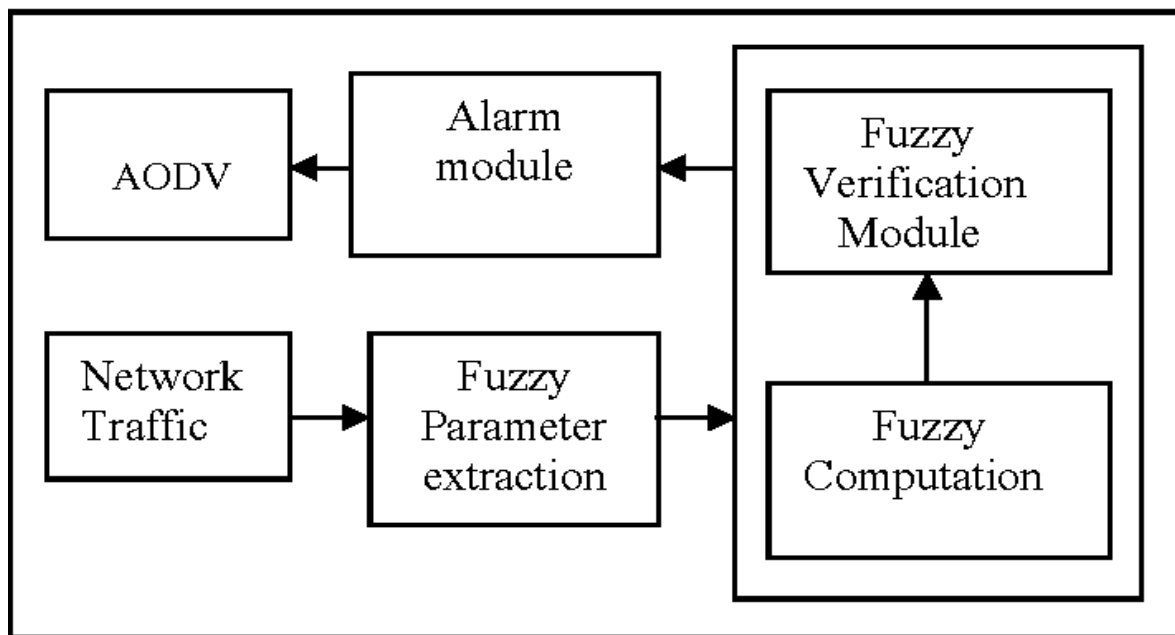 AODV
Alarm
module
Fuzzy
Verification
Module
Network
Traffic
Fuzzy
Parameter
extraction
Fuzzy
Computation